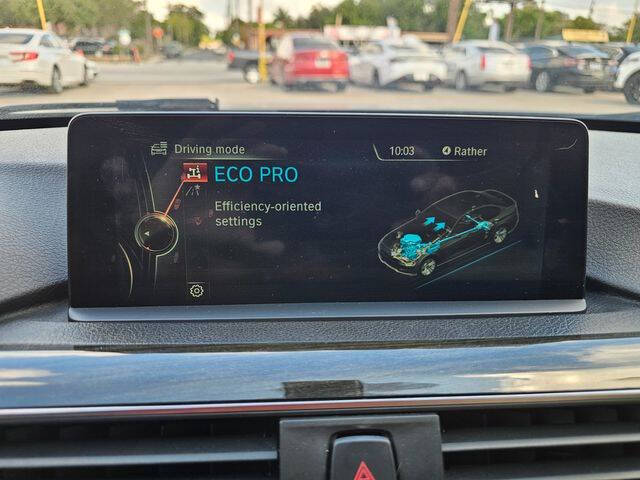 Driving mode
10:03
Rather
ECO PRO
Efficiency-oriented
settings